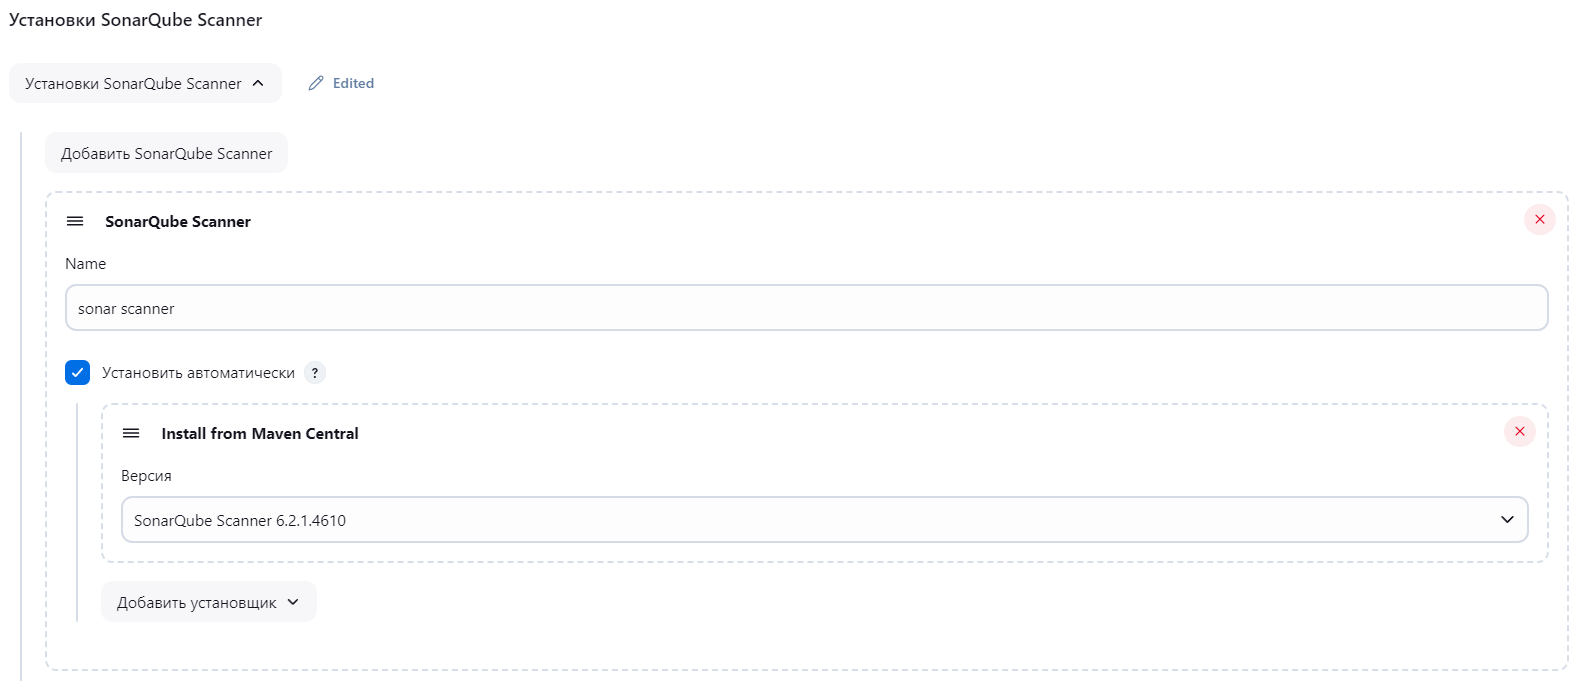 Установки SonarQube Scanner
Установки SonarQube Scanner
Edited
Добавить SonarQube Scanner
SonarQube Scanner
Name
sonar scanner
Установить автоматически ?
Install from Maven Central
Версия
SonarQube Scanner 6.2.1.4610
Добавить установщик